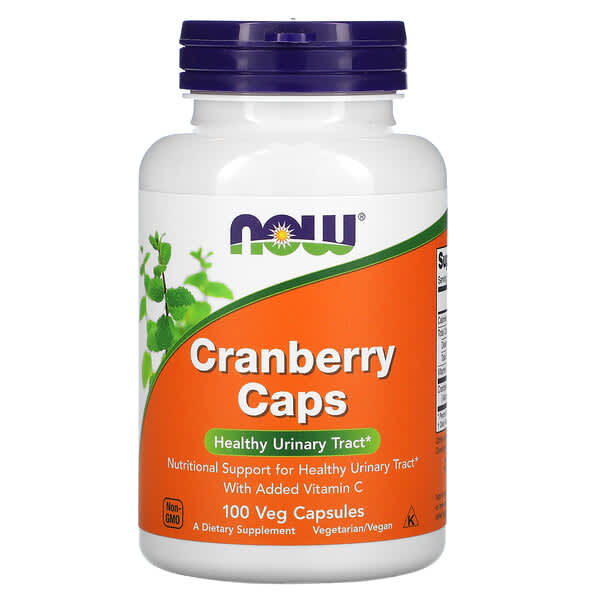 now®
Cranberry
Caps
Healthy Urinary Tract*
Nutritional Support for Healthy Urinary Tract*
With Added Vitamin C
100 Veg Capsules
Non-
GMO
A Dietary Supplement
Vegetarian/Vegan
K